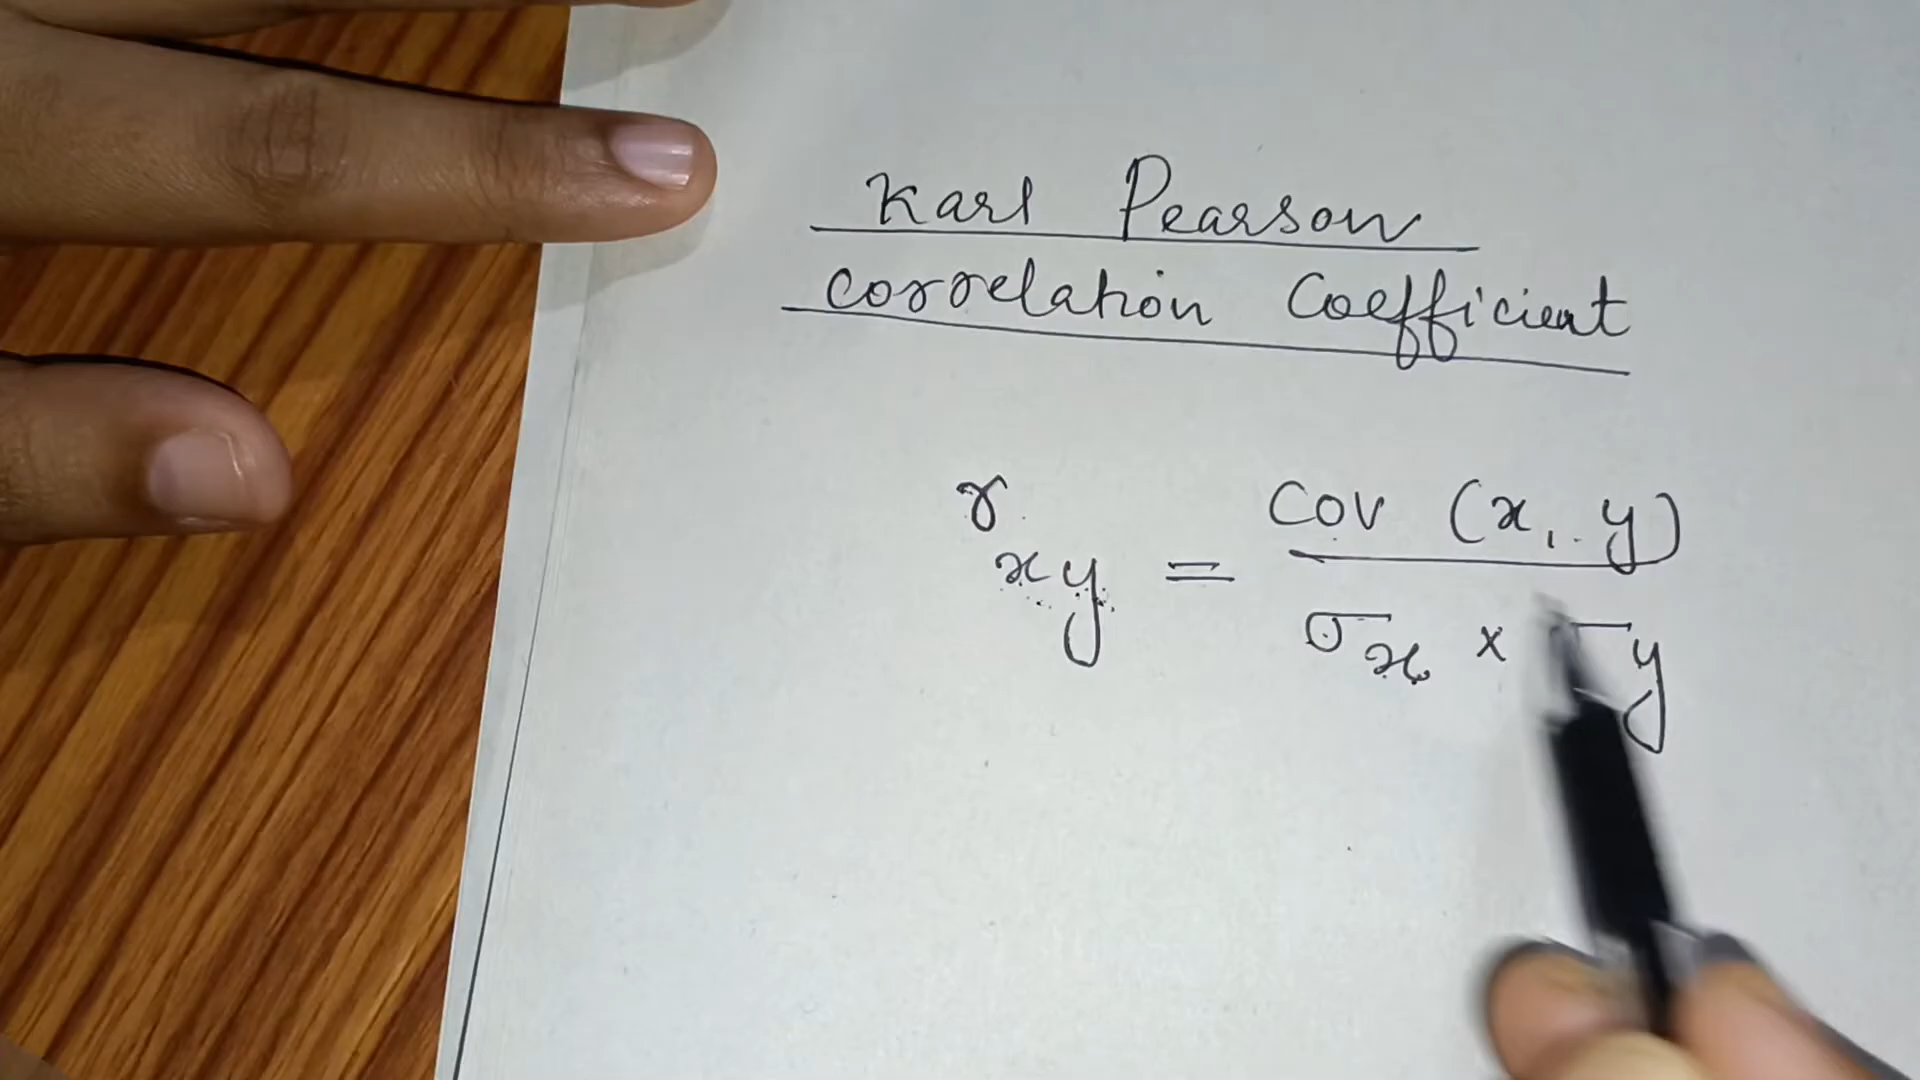 Karl Pearson
correlation Coefficient
r xy = cov (x, y)
σx × σy